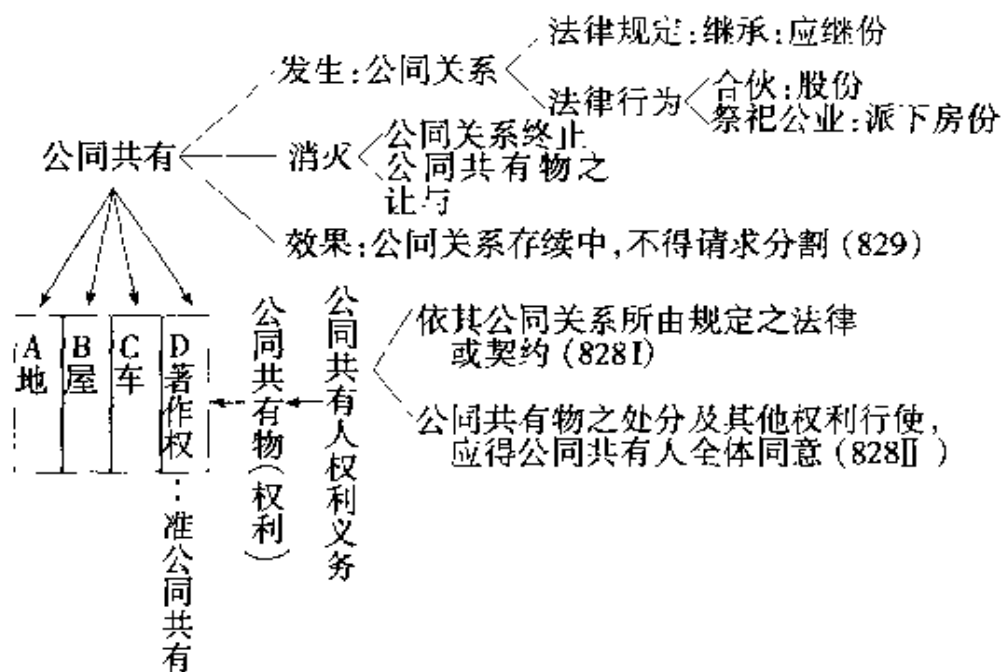 法律规定:继承:应继份
发生:公同关系
法律行为
合伙:股份
祭祀公业:派下房份
公同共有
消灭
公同关系终止
公同共有物之
让与
效果:公同关系存续中,不得请求分割(829)
A地
B屋
C车
D著作权
准公同共有
公同共有物(权利)
公同共有人权利义务
依其公同关系所由规定之法律
或契约(828I)
公同共有物之处分及其他权利行使,
应得公同共有人全体同意(828II)